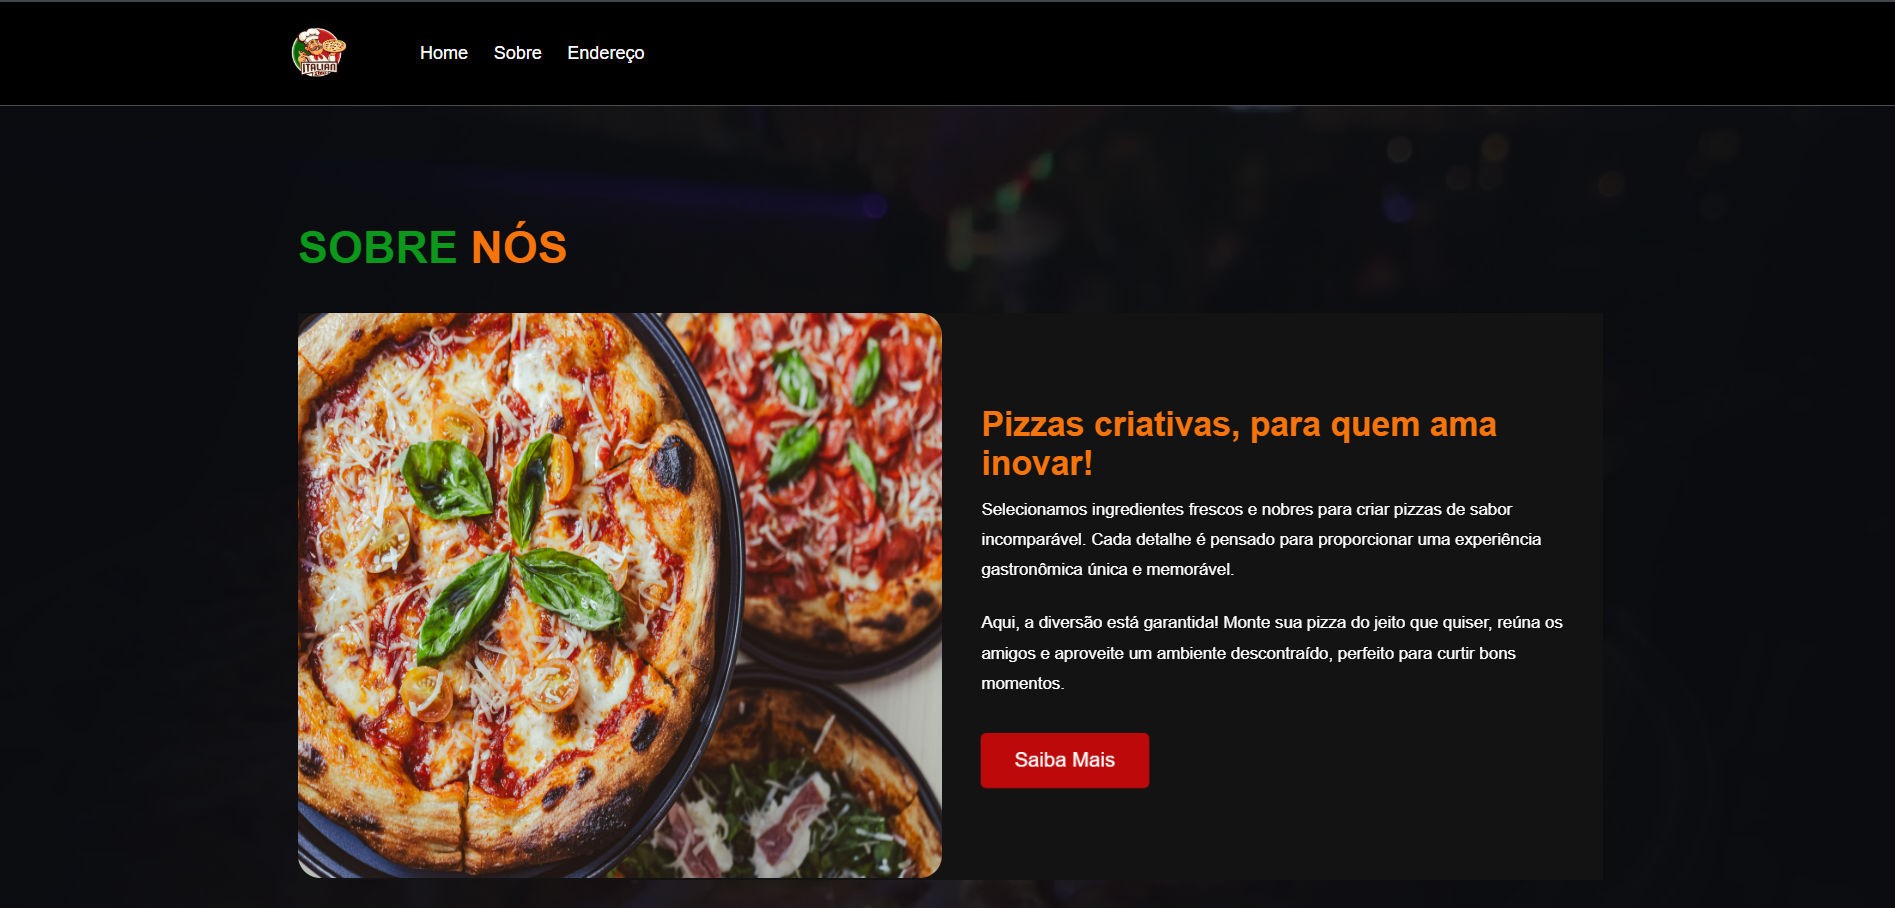 ITALIAN
Home Sobre Endereço
SOBRE NÓS
Pizzas criativas, para quem ama
inovar!
Selecionamos ingredientes frescos e nobres para criar pizzas de sabor
incomparável. Cada detalhe é pensado para proporcionar uma experiência
gastronômica única e memorável.
Aqui, a diversão está garantida! Monte sua pizza do jeito que quiser, reúna os
amigos e aproveite um ambiente descontraído, perfeito para curtir bons
momentos.
Saiba Mais